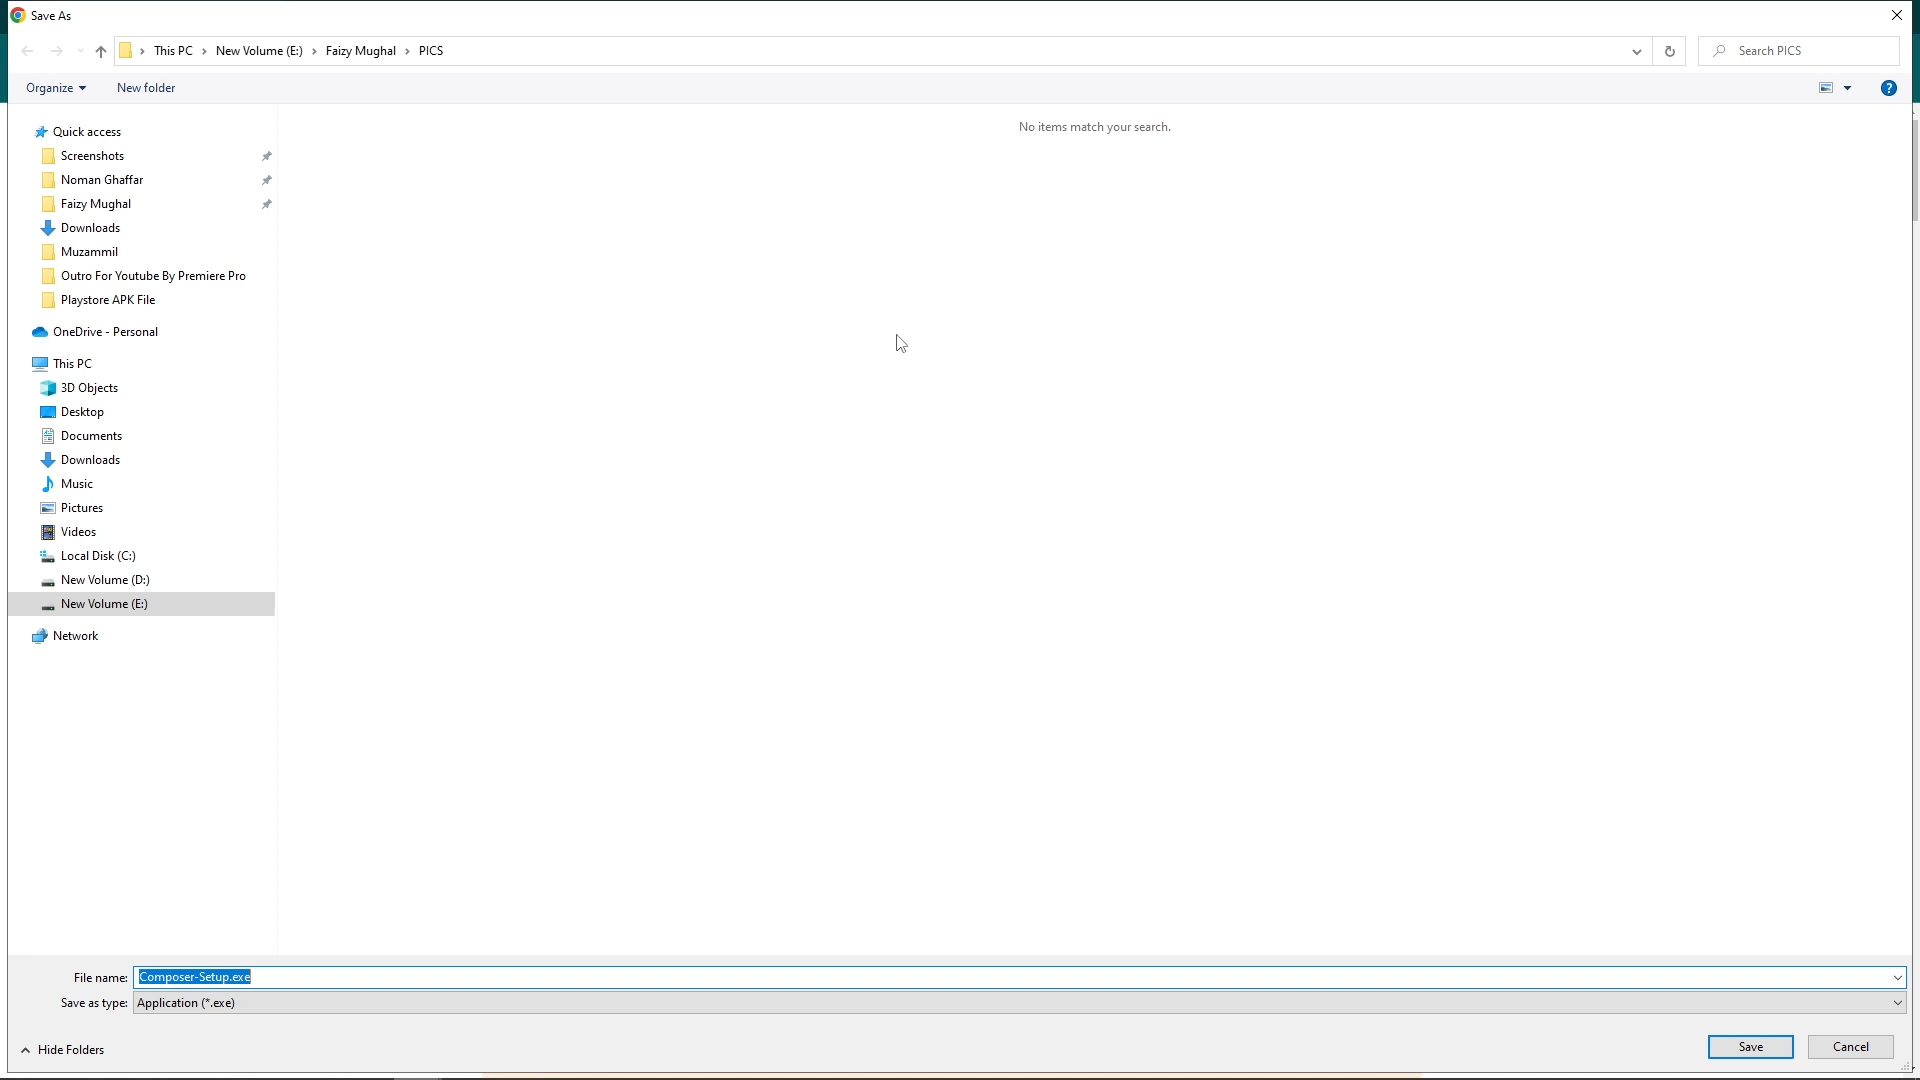 Save As
This PC > New Volume (E:) > Faizy Mughal > PICS
Search PICS
Organize
New folder
No items match your search.
Quick access
Screenshots
Noman Ghaffar
Faizy Mughal
Downloads
Muzammil
Outro For Youtube By Premiere Pro
Playstore APK File
OneDrive - Personal
This PC
3D Objects
Desktop
Documents
Downloads
Music
Pictures
Videos
Local Disk (C:)
New Volume (D:)
New Volume (E:)
Network
File name: Composer-Setup.exe
Save as type: Application (*.exe)
Hide Folders
Save
Cancel